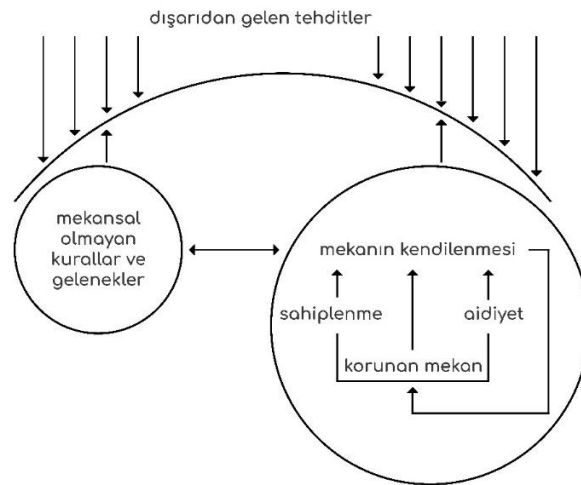 dışarıdan gelen tehditler
mekansal
olmayan
kurallar ve
gelenekler
mekanın kendilenmesi
sahiplenme
aidiyet
korunan mekan